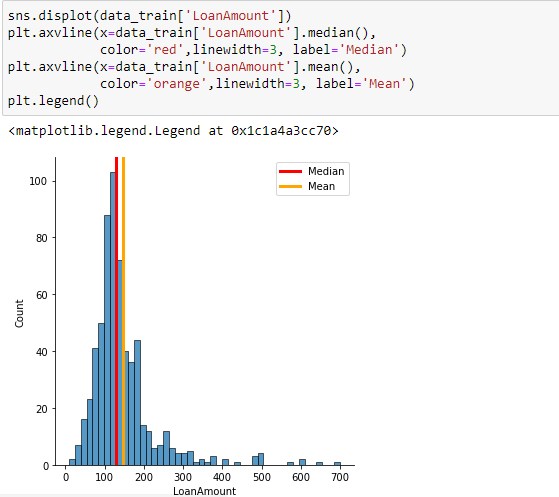 sns.displot(data_train['LoanAmount'])
plt.axvline(x=data_train['LoanAmount'].median(),
color='red',linewidth=3, label='Median')
plt.axvline(x=data_train['LoanAmount'].mean(),
color='orange',linewidth=3, label='Mean')
plt.legend()
<matplotlib.legend.Legend at 0x1c1a4a3cc70>
Median
Mean
100
80
60
40
20
0
Count
0 100 200 300 400 500 600 700
LoanAmount